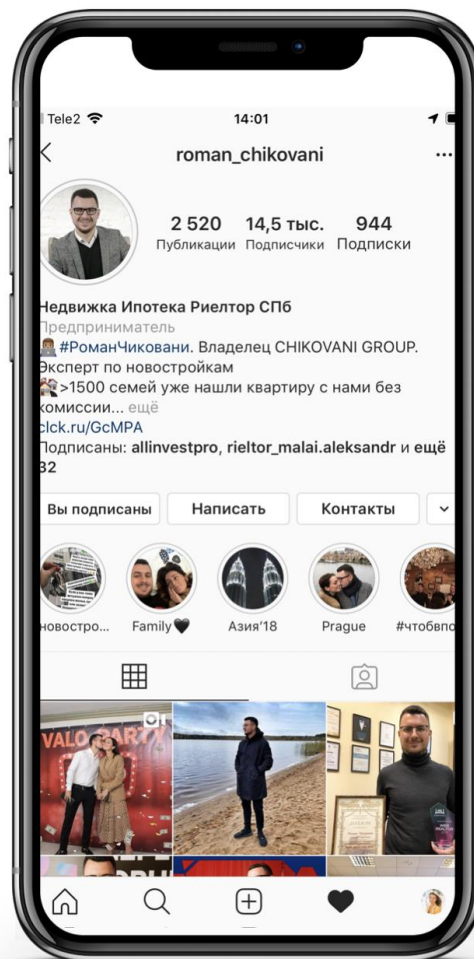 Tele2
14:01
roman_chikovani
2 520 14,5 тыс. 944
Публикации Подписчики Подписки
Недвижка Ипотека Риелтор СПб
Предприниматель
#РоманЧиковани. Владелец CHIKOVANI GROUP.
Эксперт по новостройкам
>1500 семей уже нашли квартиру с нами без
комиссии... ещё
clck.ru/GcMPA
Подписаны: allinvestpro, rieltor_malai.aleksandr и ещё
32
Вы подписаны Написать Контакты
новостро... Family Азия'18 Prague #чтобвпо
VALO PARTY